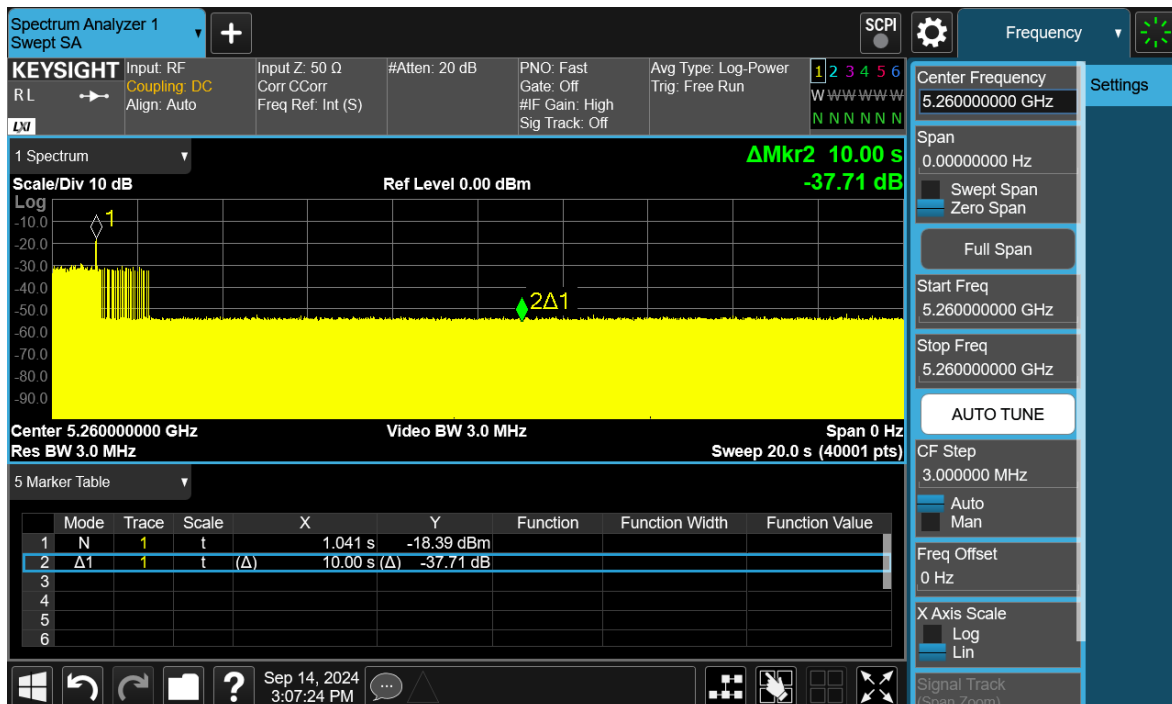 Spectrum Analyzer 1
Swept SA
+
SCPI
Frequency
KEYSIGHT
RL
LXI
Input: RF
Coupling: DC
Align: Auto
Input Z: 50 Ω
Corr CCorr
Freq Ref: Int (S)
#Atten: 20 dB
PNO: Fast
Gate: Off
#IF Gain: High
Sig Track: Off
Avg Type: Log-Power
Trig: Free Run
1 2 3 4 5 6
W W W W W W
N N N N N N
1 Spectrum
ΔMkr2 10.00 s
Scale/Div 10 dB
Ref Level 0.00 dBm
-37.71 dB
Log
-10.0
-20.0
-30.0
-40.0
-50.0
-60.0
-70.0
-80.0
-90.0
1
2Δ1
Center 5.260000000 GHz
Video BW 3.0 MHz
Span 0 Hz
Res BW 3.0 MHz
Sweep 20.0 s (40001 pts)
5 Marker Table
Mode Trace Scale X Y Function Function Width Function Value
1 N 1 t 1.041 s -18.39 dBm
2 Δ1 1 t (Δ) 10.00 s (Δ) -37.71 dB
3
4
5
6
?
Sep 14, 2024
3:07:24 PM
Center Frequency
5.260000000 GHz
Settings
Span
0.00000000 Hz
Swept Span
Zero Span
Full Span
Start Freq
5.260000000 GHz
Stop Freq
5.260000000 GHz
AUTO TUNE
CF Step
3.000000 MHz
Auto
Man
Freq Offset
0 Hz
X Axis Scale
Log
Lin
Signal Track
(Span Zoom)